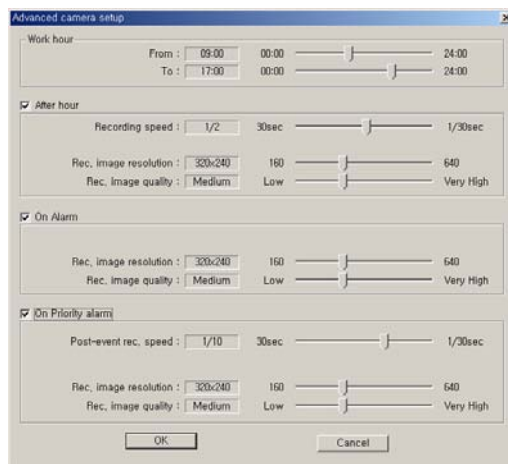 Advanced camera setup
Work hour
From : 09:00 00:00 24:00
To : 17:00 00:00 24:00
After hour
Recording speed : 1/2 30sec 1/30sec
Rec, image resolution : 320x240 160 640
Rec, image quality : Medium Low Very High
On Alarm
Rec, image resolution : 320x240 160 640
Rec, image quality : Medium Low Very High
On Priority alarm
Post-event rec, speed : 1/10 30sec 1/30sec
Rec, image resolution : 320x240 160 640
Rec, image quality : Medium Low Very High
OK Cancel